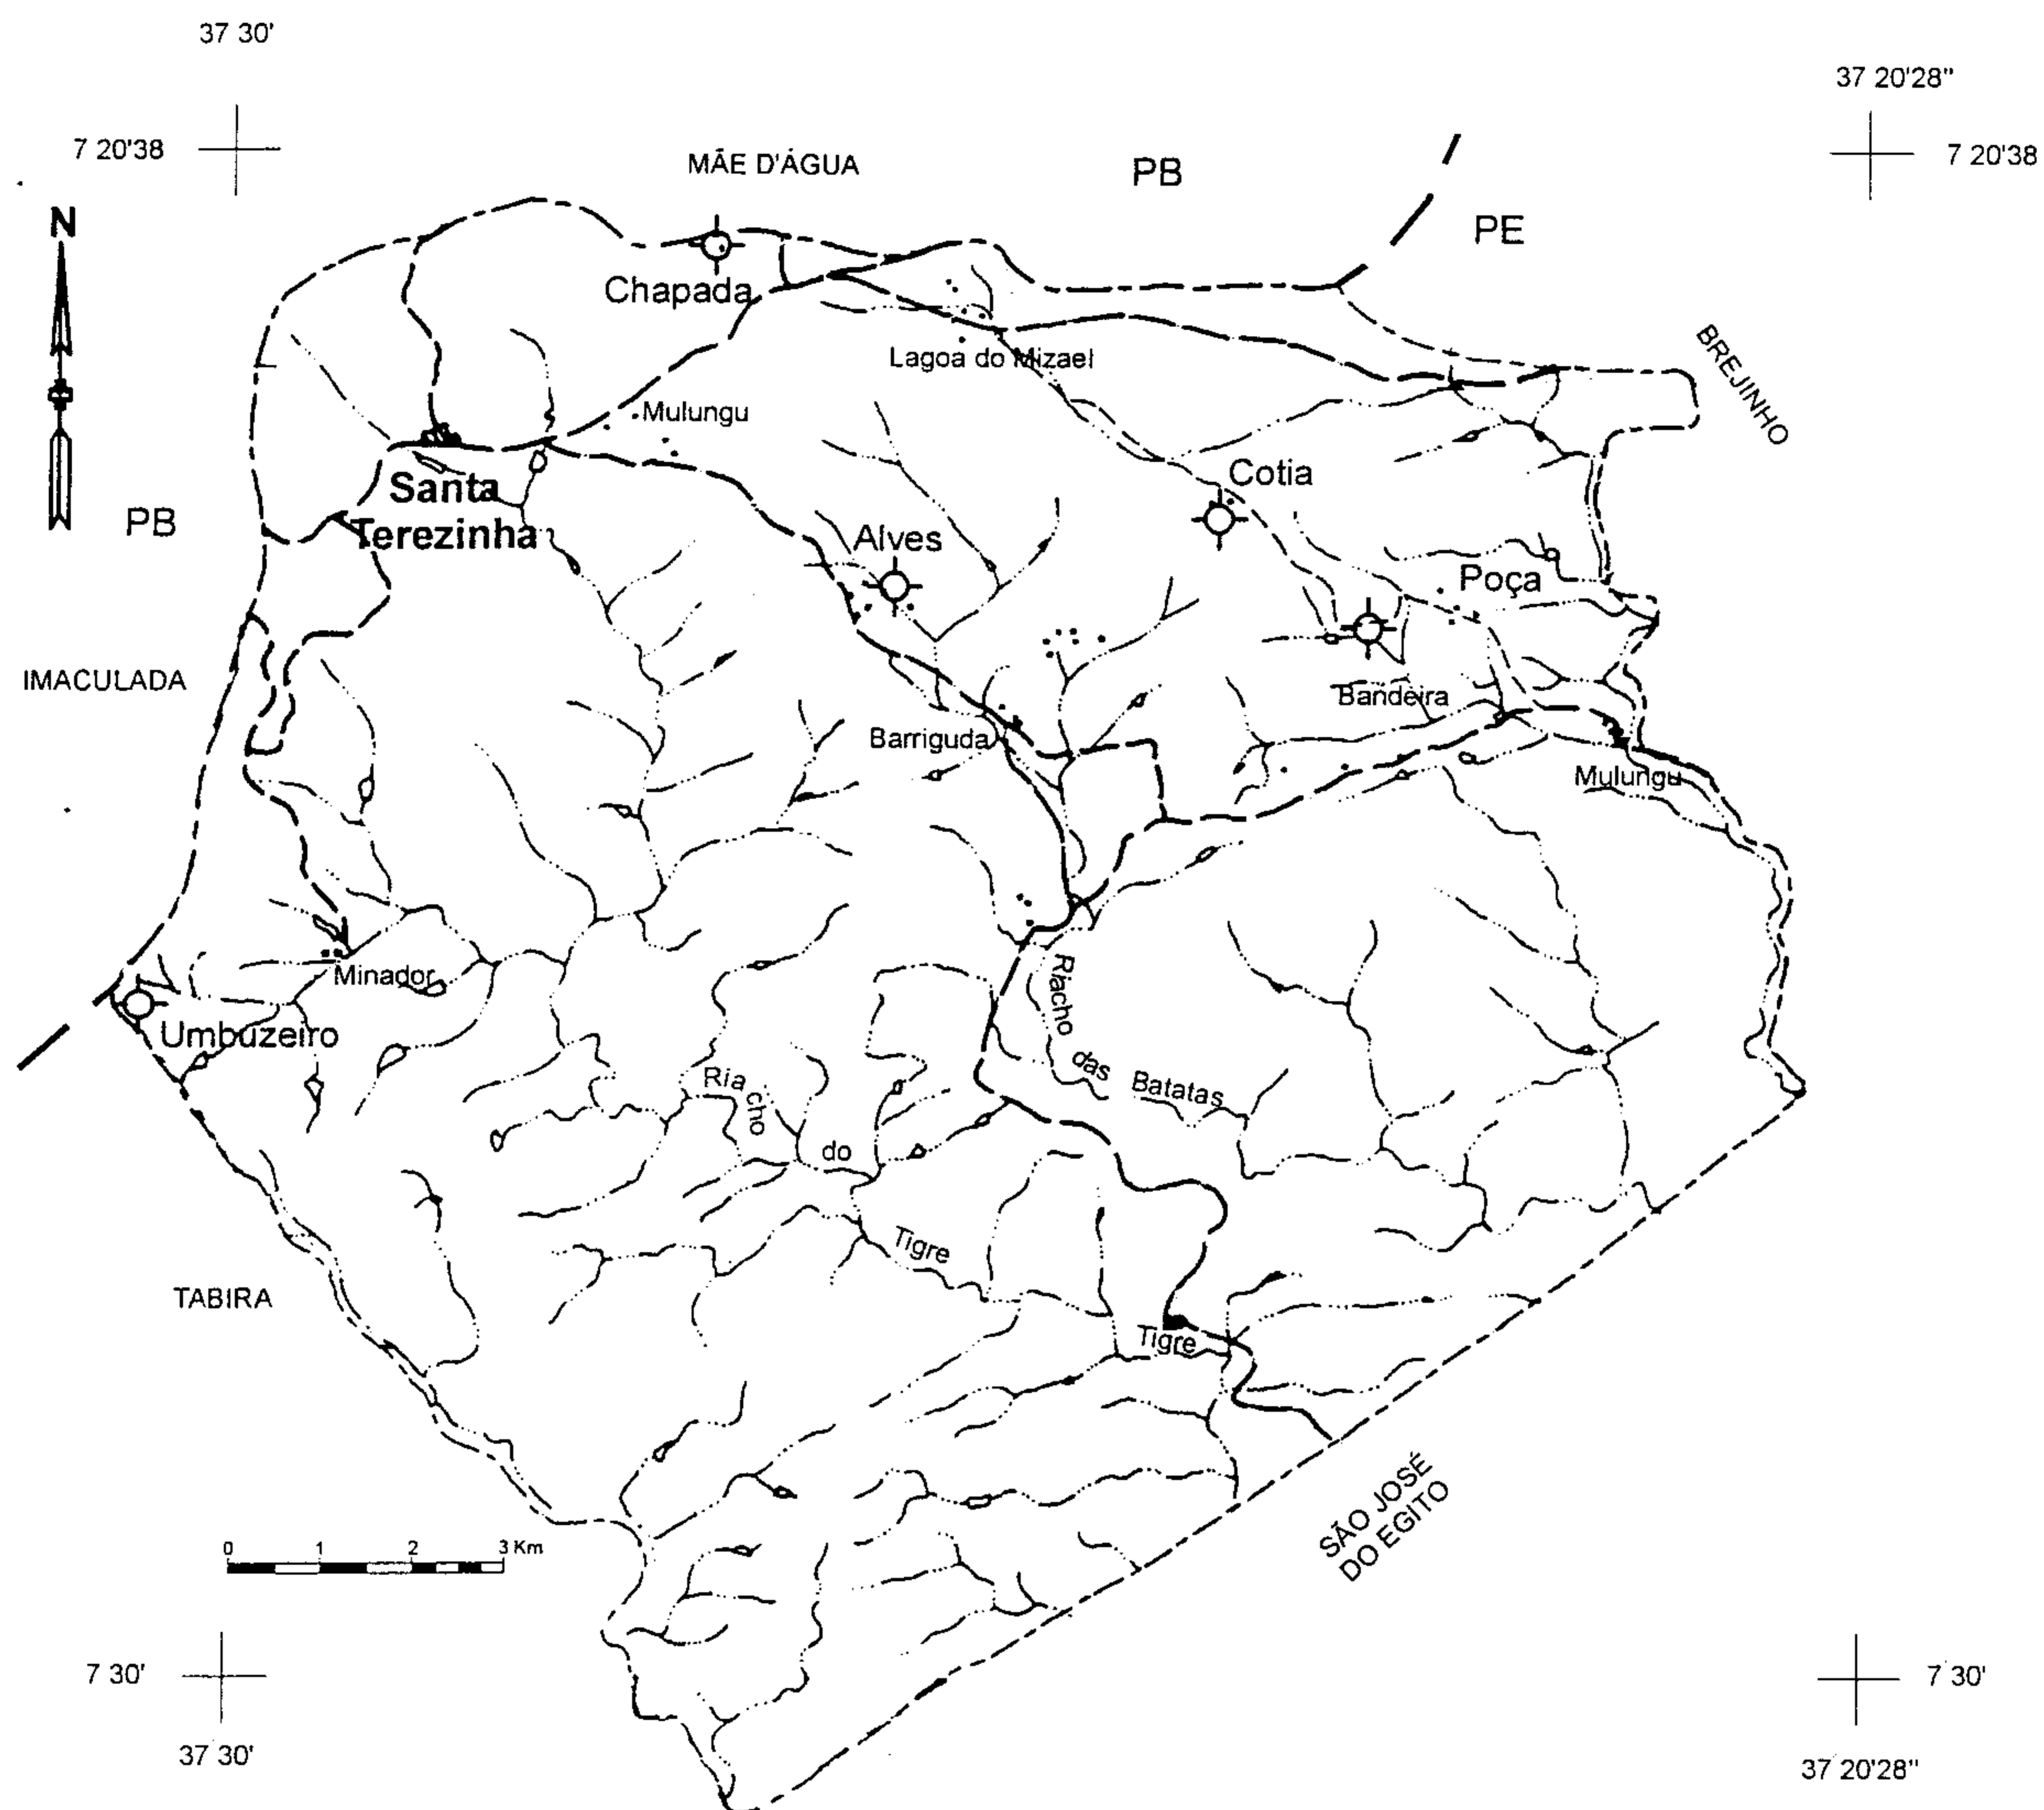 37 30'
37 20'28"
7 20'38
7 20'38
MÃE D'ÁGUA
PB
N
PE
Chapada
BREJINHO
Lagoa do Mizael
Mulungu
Cotia
Santa
Terezinha
PB
Alves
Poça
IMACULADA
Bandeira
Barriguda
Mulungu
Minador
Umbuzeiro
Riacho
das
Batatas
Riacho
do
Tigre
TABIRA
Tigre
SÃO JOSÉ
DO EGITO
0 1 2 3 Km
7 30'
7 30'
37 30'
37 20'28"